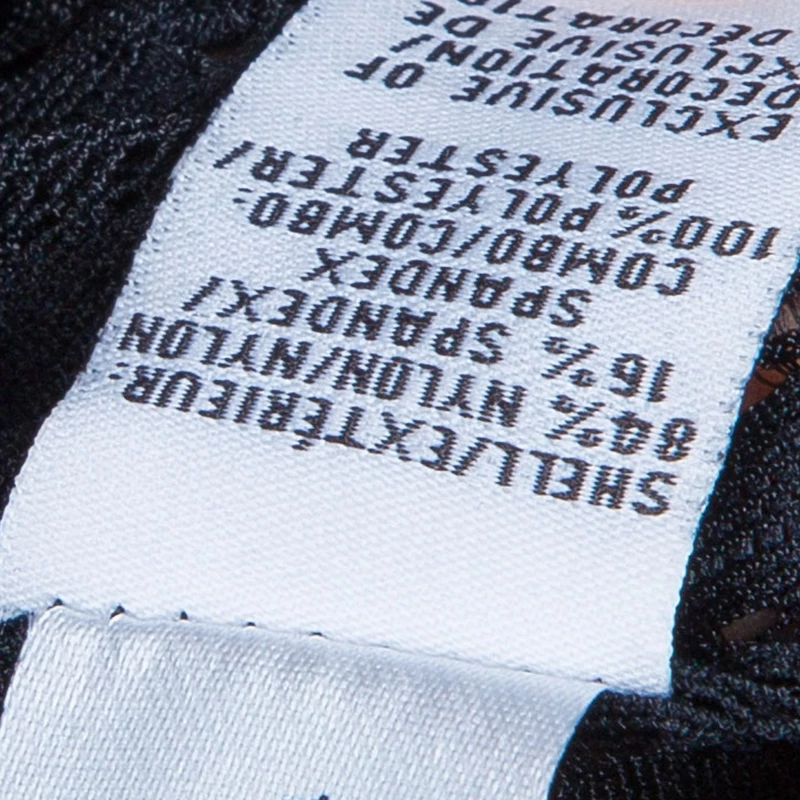 SHELL/EXTÉRIEUR:
84% NYLON/NYLON
16% SPANDEX/
SPANDEX
COMBO/COMBO:
100% POLYESTER/
POLYESTER
EXCLUSIVE OF
DECORATION/
EXCLUSIVE DE